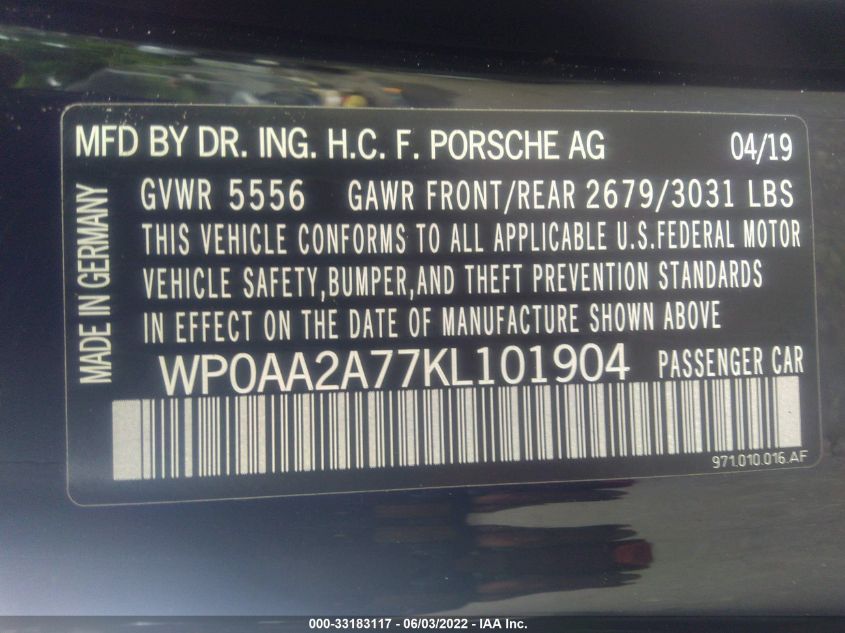 MFD BY DR. ING. H.C. F. PORSCHE AG 04/19
MADE IN GERMANY
GVWR 5556 GAWR FRONT/REAR 2679/3031 LBS
THIS VEHICLE CONFORMS TO ALL APPLICABLE U.S.FEDERAL MOTOR
VEHICLE SAFETY,BUMPER,AND THEFT PREVENTION STANDARDS
IN EFFECT ON THE DATE OF MANUFACTURE SHOWN ABOVE
WP0AA2A77KL101904 PASSENGER CAR
971.010.016.AF
000-33183117 - 06/03/2022 - IAA Inc.